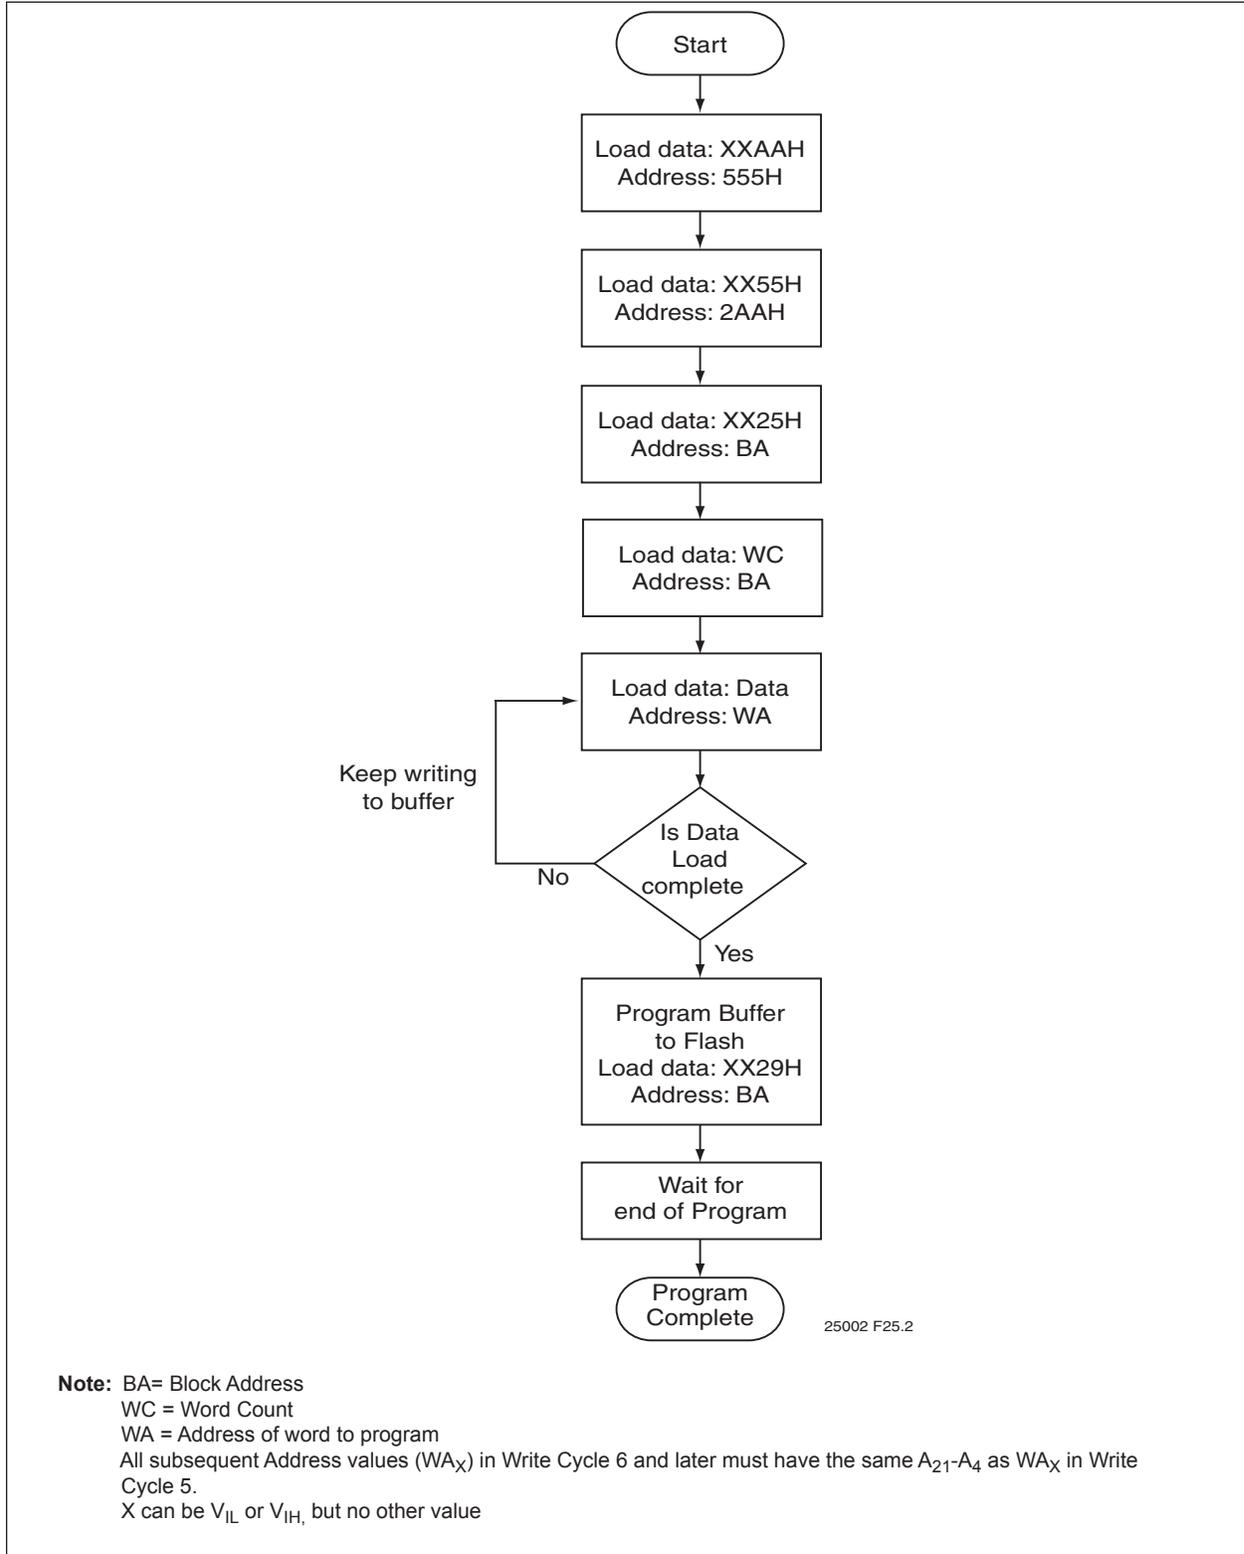 Start
Load data: XXAAH
Address: 555H
Load data: XX55H
Address: 2AAH
Load data: XX25H
Address: BA
Load data: WC
Address: BA
Load data: Data
Address: WA
Keep writing
to buffer
Is Data
Load
complete
No
Yes
Program Buffer
to Flash
Load data: XX29H
Address: BA
Wait for
end of Program
Program
Complete
25002 F25.2
Note: BA= Block Address
WC = Word Count
WA = Address of word to program
All subsequent Address values (WAX) in Write Cycle 6 and later must have the same A21-A4 as WAX in Write
Cycle 5.
X can be VIL or VIH, but no other value